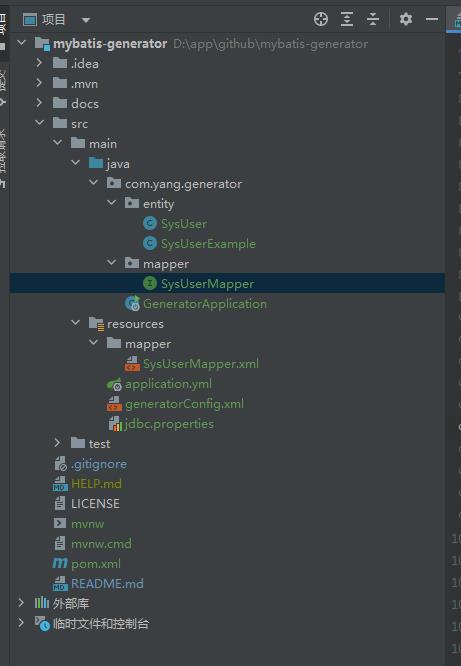 项目
mybatis-generator D:\app\github\mybatis-generator
.idea
.mvn
docs
src
main
java
com.yang.generator
entity
SysUser
SysUserExample
mapper
SysUserMapper
GeneratorApplication
resources
mapper
SysUserMapper.xml
application.yml
generatorConfig.xml
jdbc.properties
test
.gitignore
HELP.md
LICENSE
mvnw
mvnw.cmd
pom.xml
README.md
外部库
临时文件和控制台